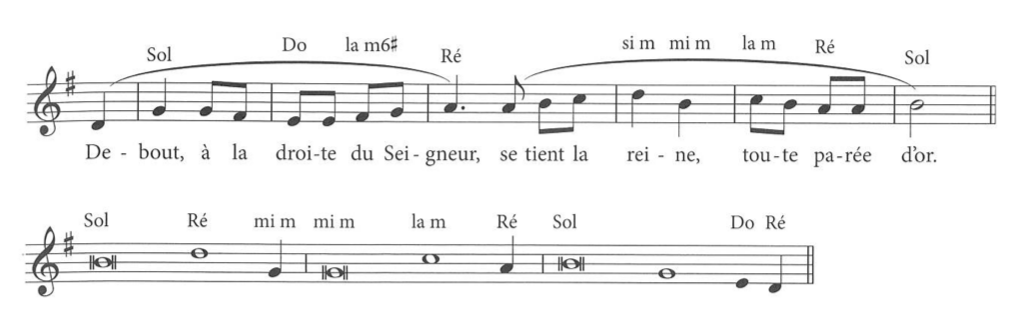 Sol Do la m6♯ Ré si m mi m la m Ré Sol
De - bout, à la droi-te du Sei-gneur, se tient la rei - ne, tou-te pa-rée d'or.
Sol Ré mi m mi m la m Ré Sol Do Ré